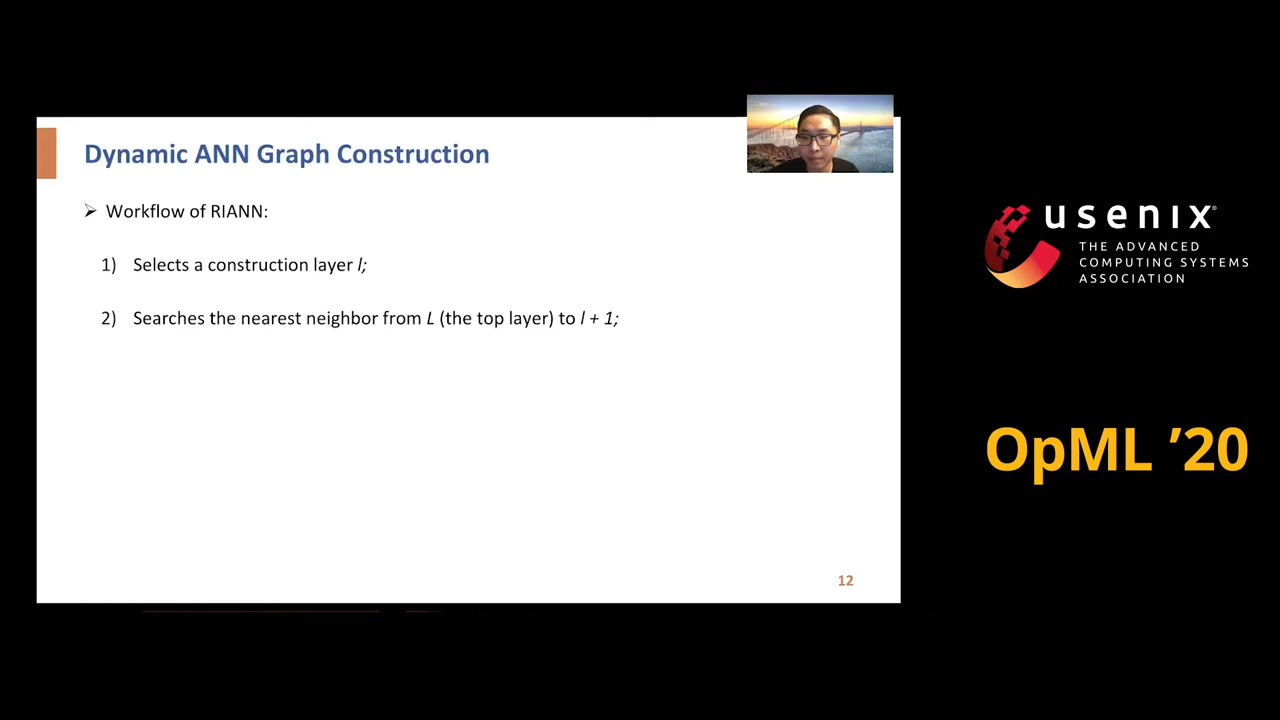 Dynamic ANN Graph Construction
➢ Workflow of RIANN:
1) Selects a construction layer l;
2) Searches the nearest neighbor from L (the top layer) to l + 1;
12
usenix®
THE ADVANCED
COMPUTING SYSTEMS
ASSOCIATION
OpML ’20